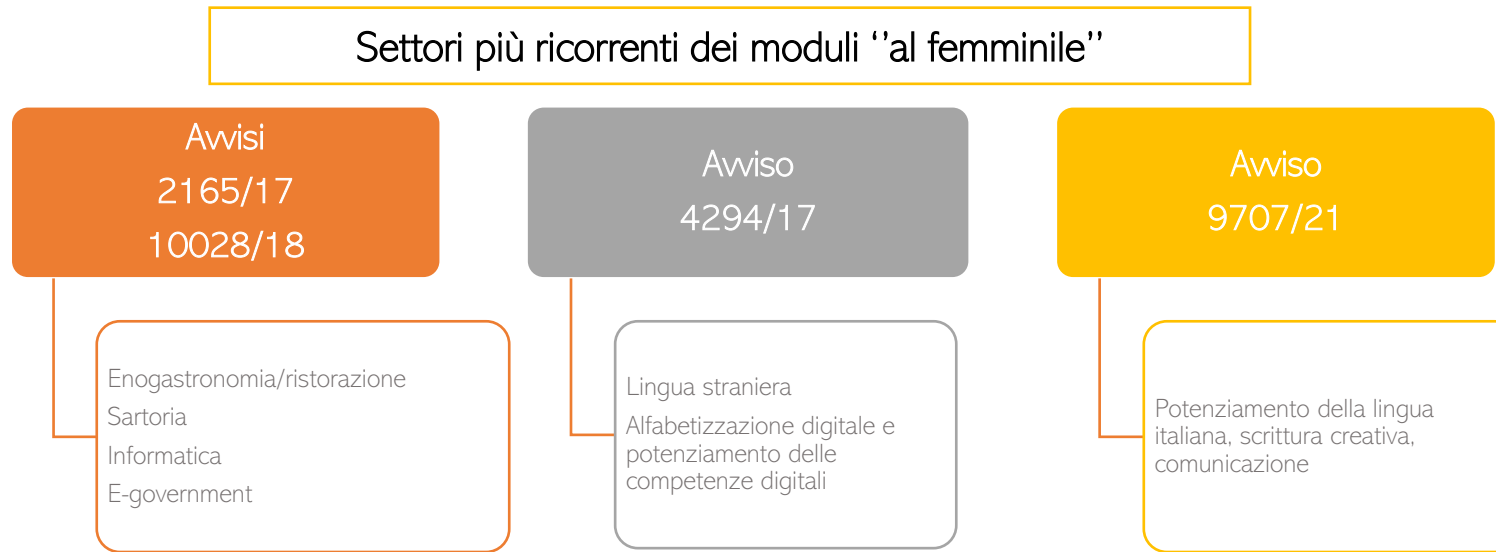 Settori più ricorrenti dei moduli ‘’al femminile’’
Avvisi
2165/17
10028/18
Enogastronomia/ristorazione
Sartoria
Informatica
E-government
Avviso
4294/17
Lingua straniera
Alfabetizzazione digitale e
potenziamento delle
competenze digitali
Avviso
9707/21
Potenziamento della lingua
italiana, scrittura creativa,
comunicazione